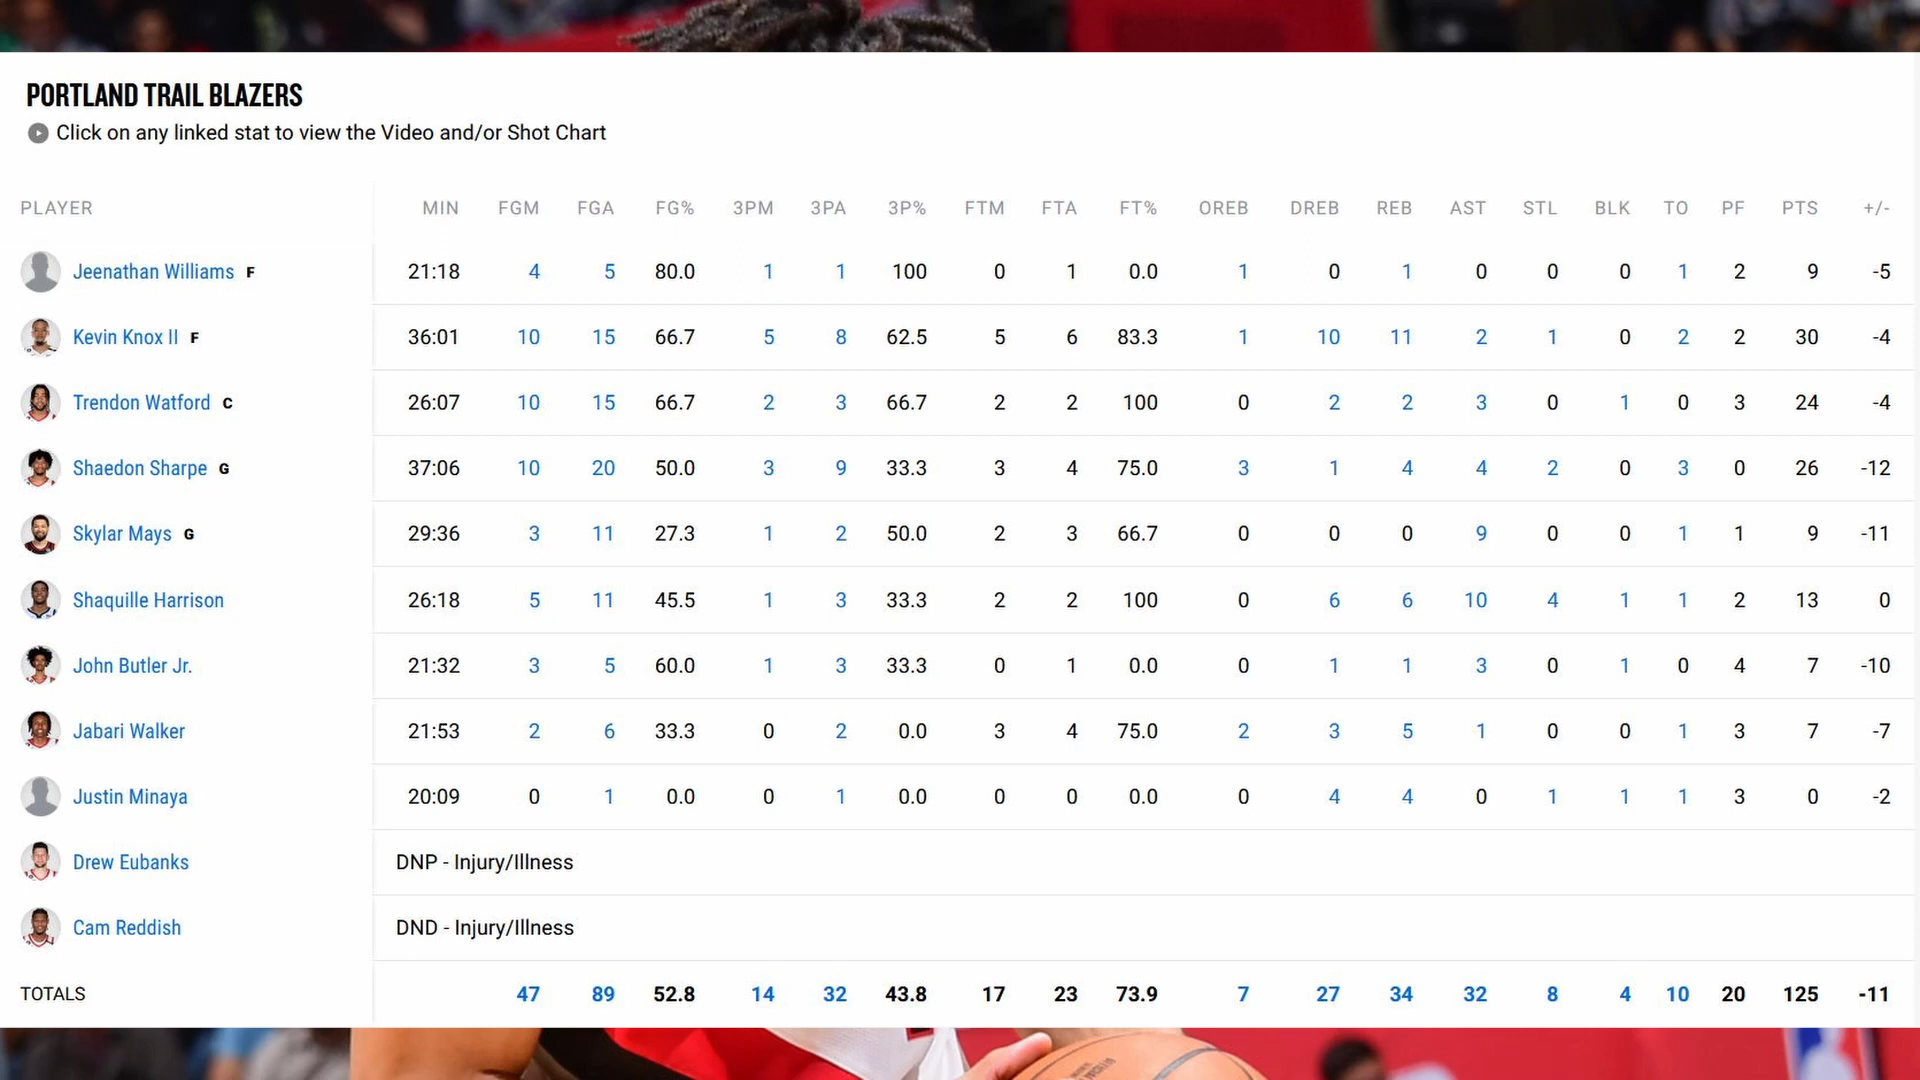 PORTLAND TRAIL BLAZERS
Click on any linked stat to view the Video and/or Shot Chart
PLAYER MIN FGM FGA FG% 3PM 3PA 3P% FTM FTA FT% OREB DREB REB AST STL BLK TO PF PTS +/-
Jeenathan Williams F 21:18 4 5 80.0 1 1 100 0 1 0.0 1 0 1 0 0 0 1 2 9 -5
Kevin Knox II F 36:01 10 15 66.7 5 8 62.5 5 6 83.3 1 10 11 2 1 0 2 2 30 -4
Trendon Watford C 26:07 10 15 66.7 2 3 66.7 2 2 100 0 2 2 3 0 1 0 3 24 -4
Shaedon Sharpe G 37:06 10 20 50.0 3 9 33.3 3 4 75.0 3 1 4 4 2 0 3 0 26 -12
Skylar Mays G 29:36 3 11 27.3 1 2 50.0 2 3 66.7 0 0 0 9 0 0 1 1 9 -11
Shaquille Harrison 26:18 5 11 45.5 1 3 33.3 2 2 100 0 6 6 10 4 1 1 2 13 0
John Butler Jr. 21:32 3 5 60.0 1 3 33.3 0 1 0.0 0 1 1 3 0 1 0 4 7 -10
Jabari Walker 21:53 2 6 33.3 0 2 0.0 3 4 75.0 2 3 5 1 0 0 1 3 7 -7
Justin Minaya 20:09 0 1 0.0 0 1 0.0 0 0 0.0 0 4 4 0 1 1 1 3 0 -2
Drew Eubanks DNP - Injury/Illness
Cam Reddish DND - Injury/Illness
TOTALS 47 89 52.8 14 32 43.8 17 23 73.9 7 27 34 32 8 4 10 20 125 -11